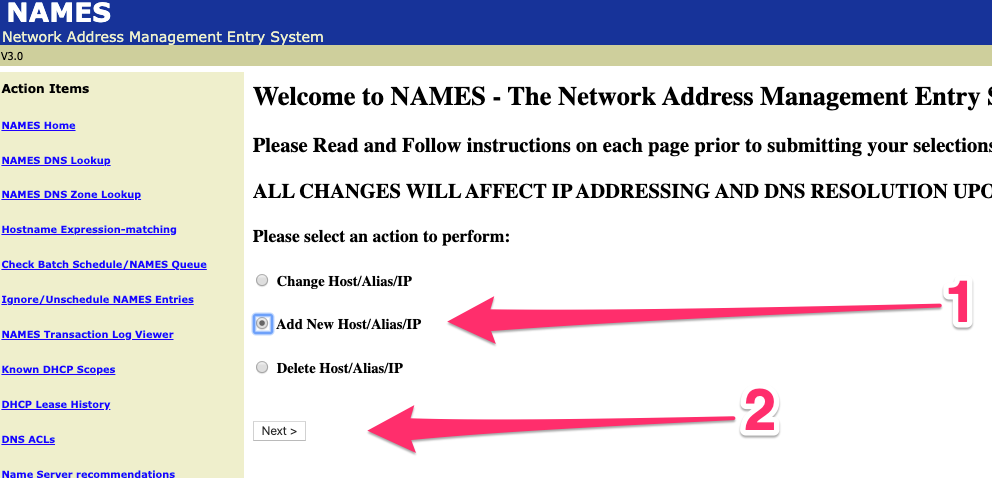 NAMES
Network Address Management Entry System
V3.0
Action Items
NAMES Home
NAMES DNS Lookup
NAMES DNS Zone Lookup
Hostname Expression-matching
Check Batch Schedule/NAMES Queue
Ignore/Unschedule NAMES Entries
NAMES Transaction Log Viewer
Known DHCP Scopes
DHCP Lease History
DNS ACLs
Name Server recommendations
Welcome to NAMES - The Network Address Management Entry S
Please Read and Follow instructions on each page prior to submitting your selections
ALL CHANGES WILL AFFECT IP ADDRESSING AND DNS RESOLUTION UPO
Please select an action to perform:
Change Host/Alias/IP
Add New Host/Alias/IP
1
Delete Host/Alias/IP
Next >
2